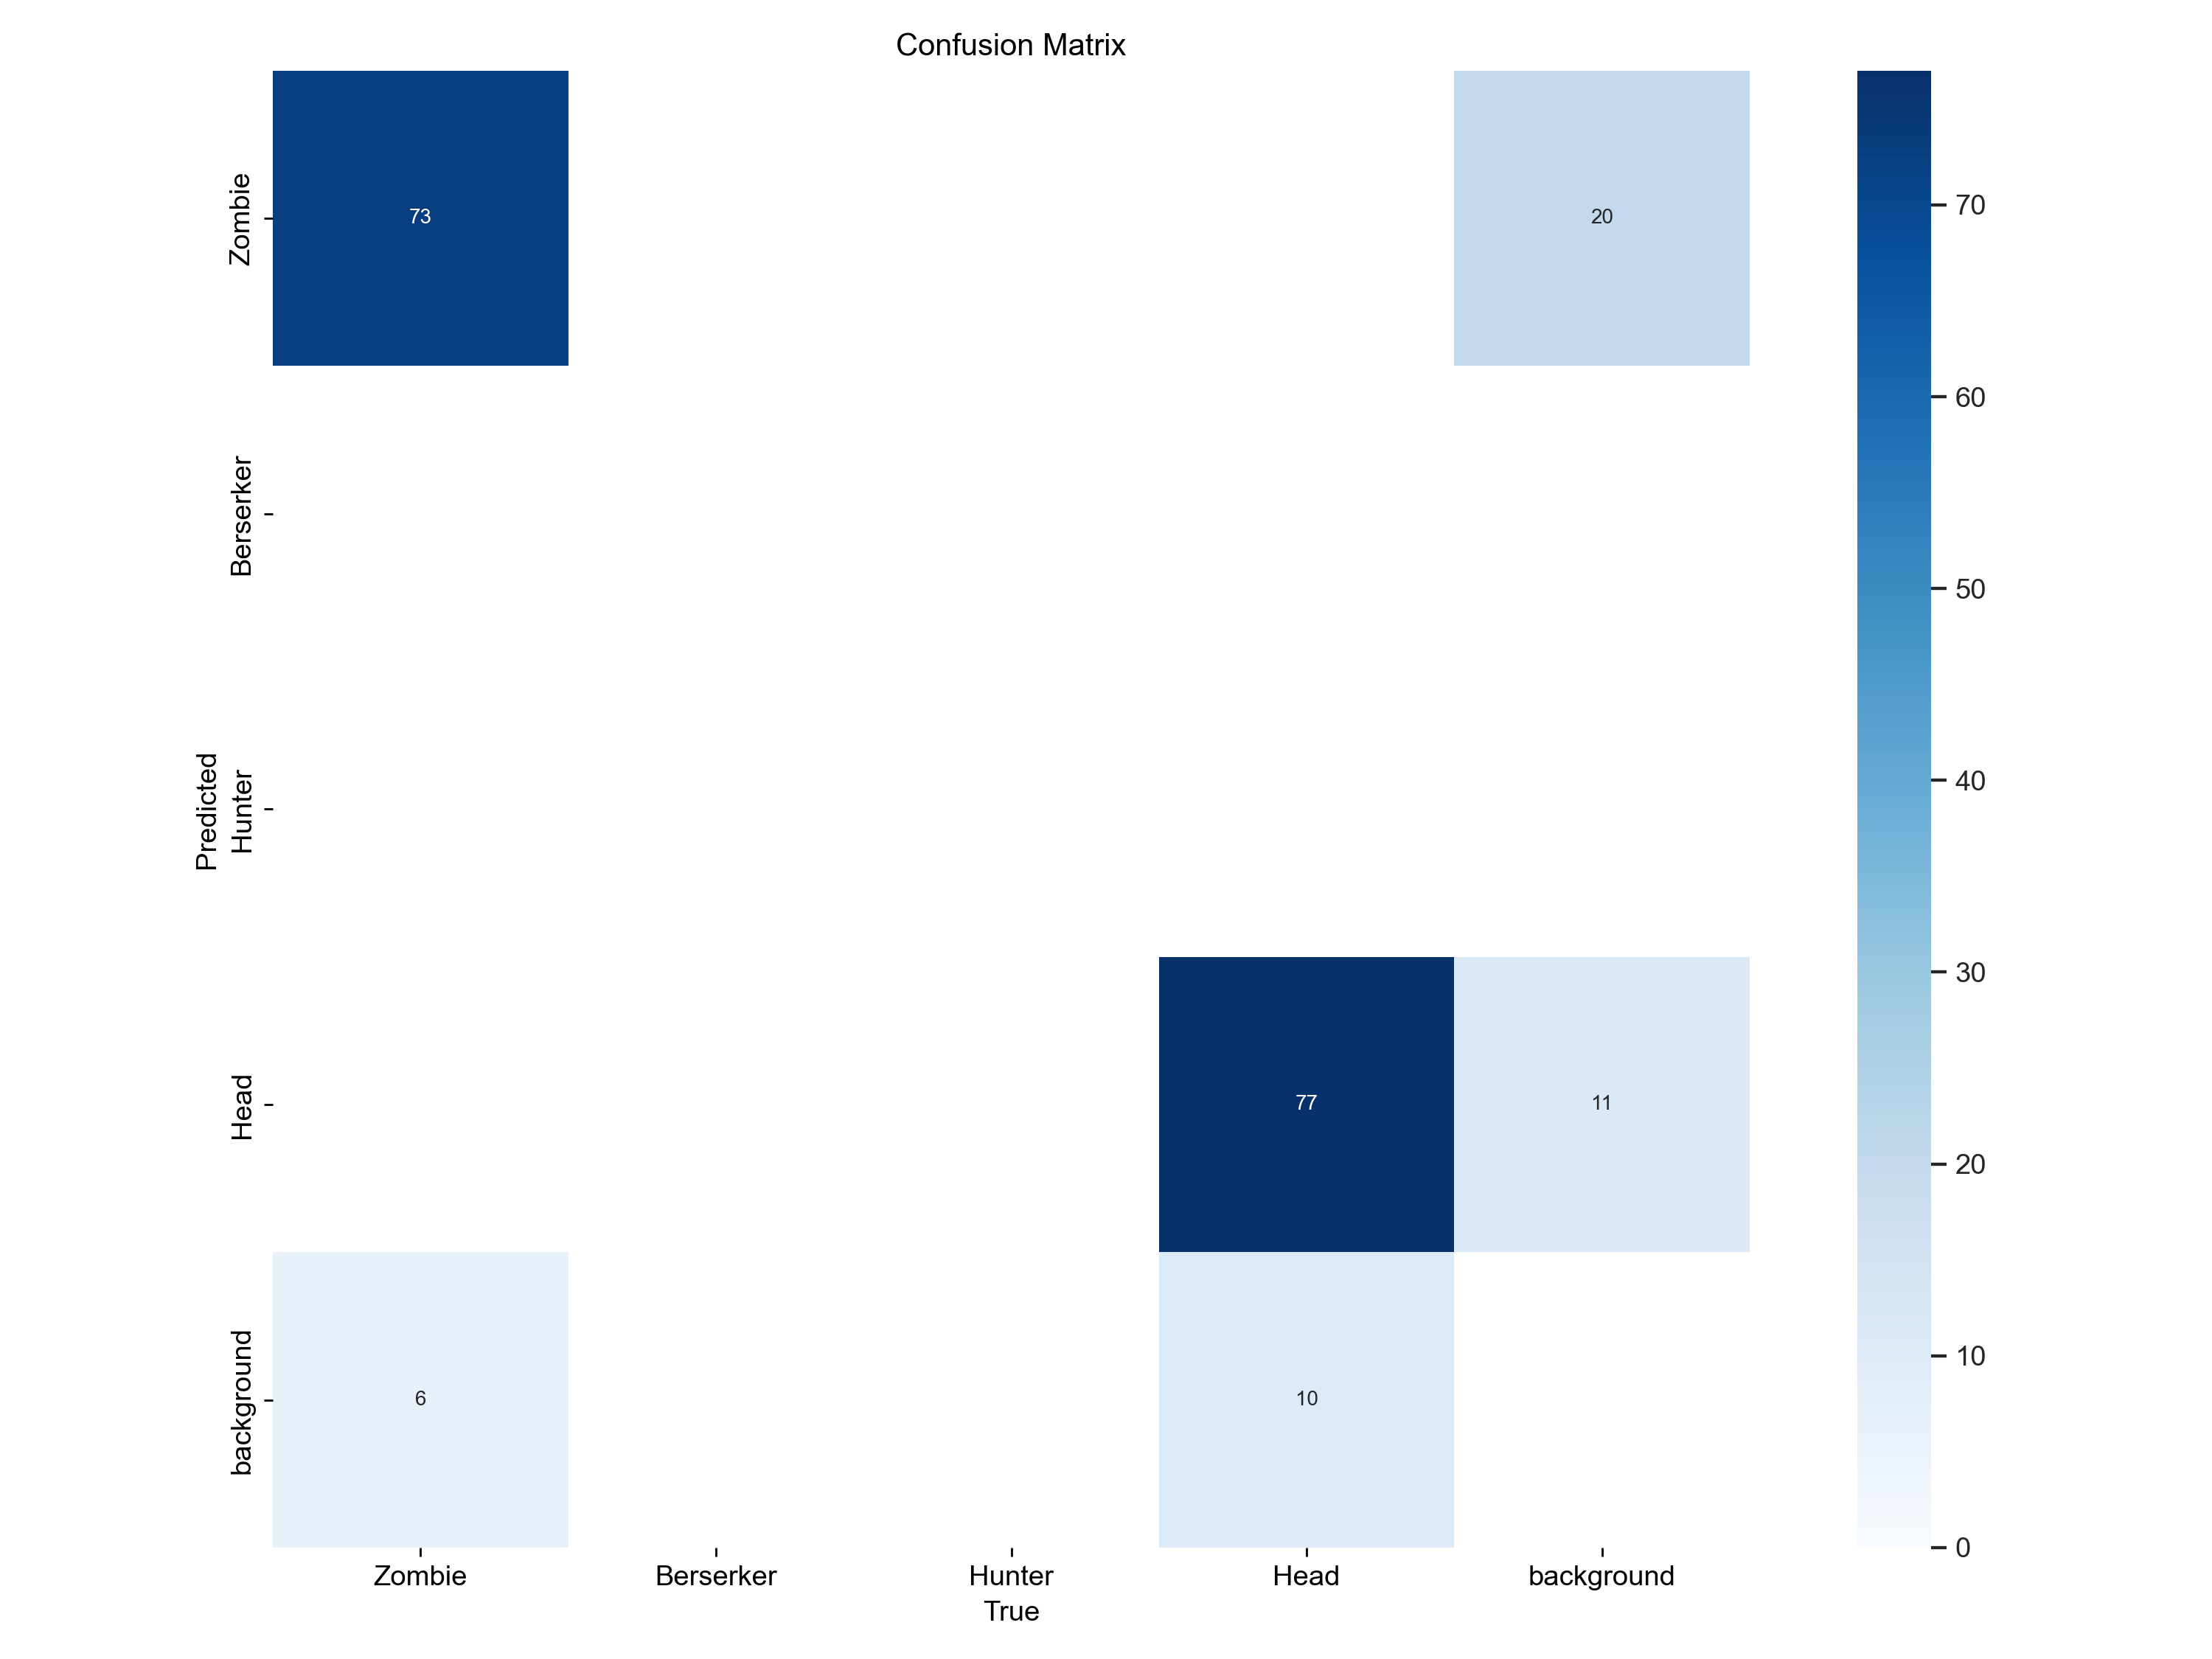 Confusion Matrix
Predicted
Zombie
Berserker
Hunter
Head
background
73
20
77
11
6
10
Zombie
Berserker
Hunter
Head
background
True
70
60
50
40
30
20
10
0